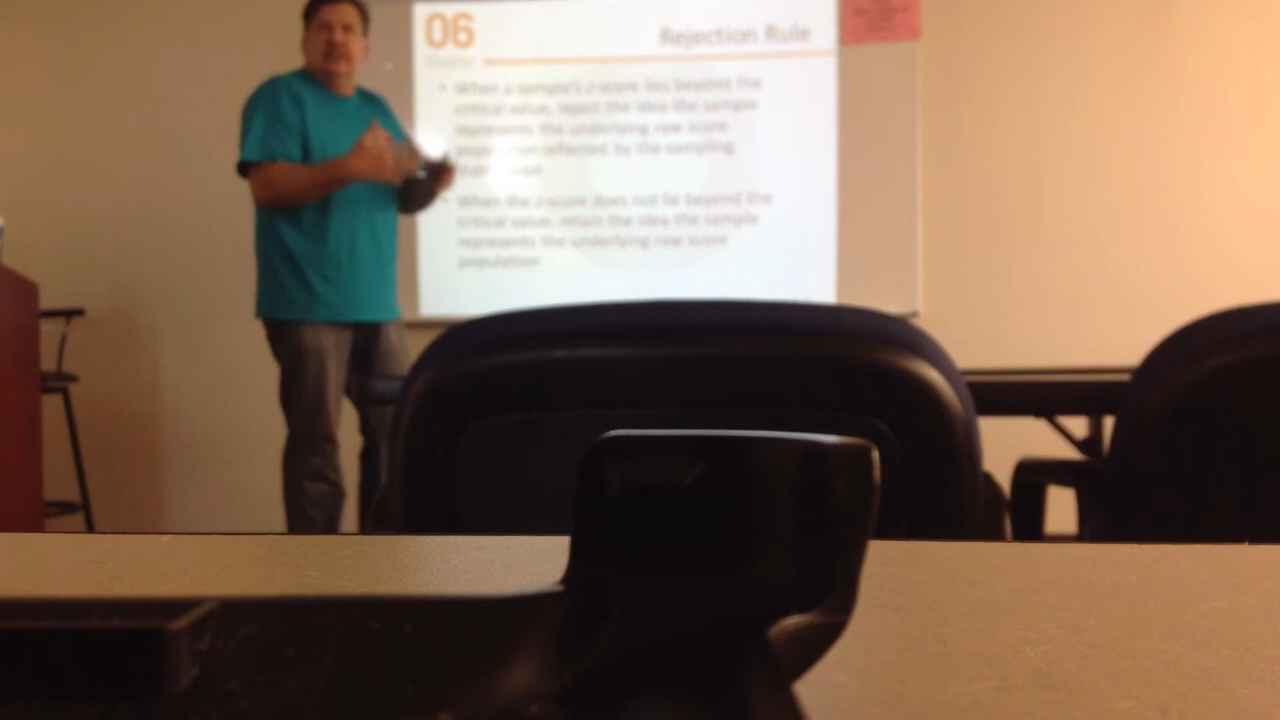 06
Rejection Rule
• When a sample's z-score lies beyond the
critical value, reject the idea the sample
represents the underlying raw score
population reflected by the sampling
• When the z-score does not lie beyond the
critical value, retain the idea the sample
represents the underlying raw score
population